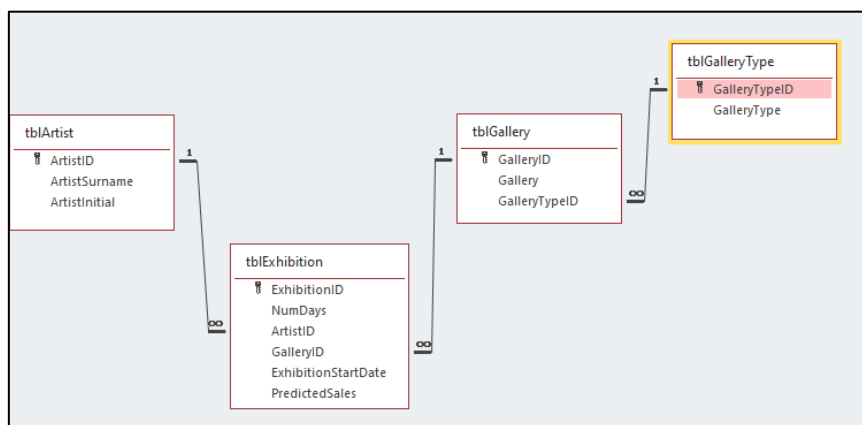 tblGalleryType
1
GalleryTypeID
GalleryType
tblArtist
ArtistID
ArtistSurname
ArtistInitial
1
tblGallery
1
GalleryID
Gallery
GalleryTypeID
∞
tblExhibition
ExhibitionID
NumDays
ArtistID
GalleryID
ExhibitionStartDate
PredictedSales
∞
∞